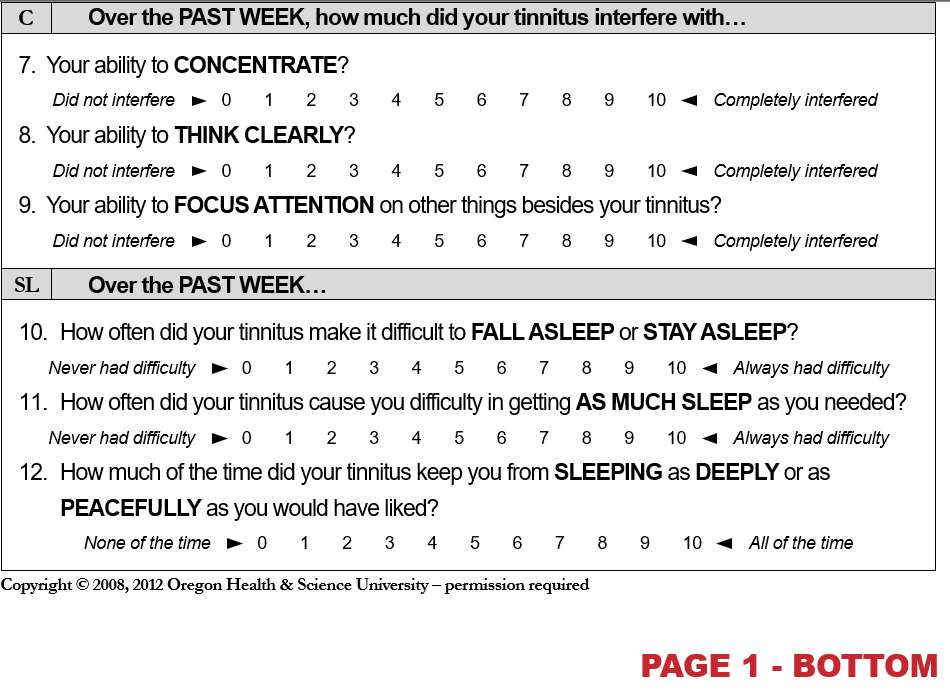 C Over the PAST WEEK, how much did your tinnitus interfere with…
7. Your ability to CONCENTRATE?
Did not interfere ► 0 1 2 3 4 5 6 7 8 9 10 ◄ Completely interfered
8. Your ability to THINK CLEARLY?
Did not interfere ► 0 1 2 3 4 5 6 7 8 9 10 ◄ Completely interfered
9. Your ability to FOCUS ATTENTION on other things besides your tinnitus?
Did not interfere ► 0 1 2 3 4 5 6 7 8 9 10 ◄ Completely interfered
SL Over the PAST WEEK…
10. How often did your tinnitus make it difficult to FALL ASLEEP or STAY ASLEEP?
Never had difficulty ► 0 1 2 3 4 5 6 7 8 9 10 ◄ Always had difficulty
11. How often did your tinnitus cause you difficulty in getting AS MUCH SLEEP as you needed?
Never had difficulty ► 0 1 2 3 4 5 6 7 8 9 10 ◄ Always had difficulty
12. How much of the time did your tinnitus keep you from SLEEPING as DEEPLY or as
PEACEFULLY as you would have liked?
None of the time ► 0 1 2 3 4 5 6 7 8 9 10 ◄ All of the time
Copyright © 2008, 2012 Oregon Health & Science University – permission required
PAGE 1 - BOTTOM